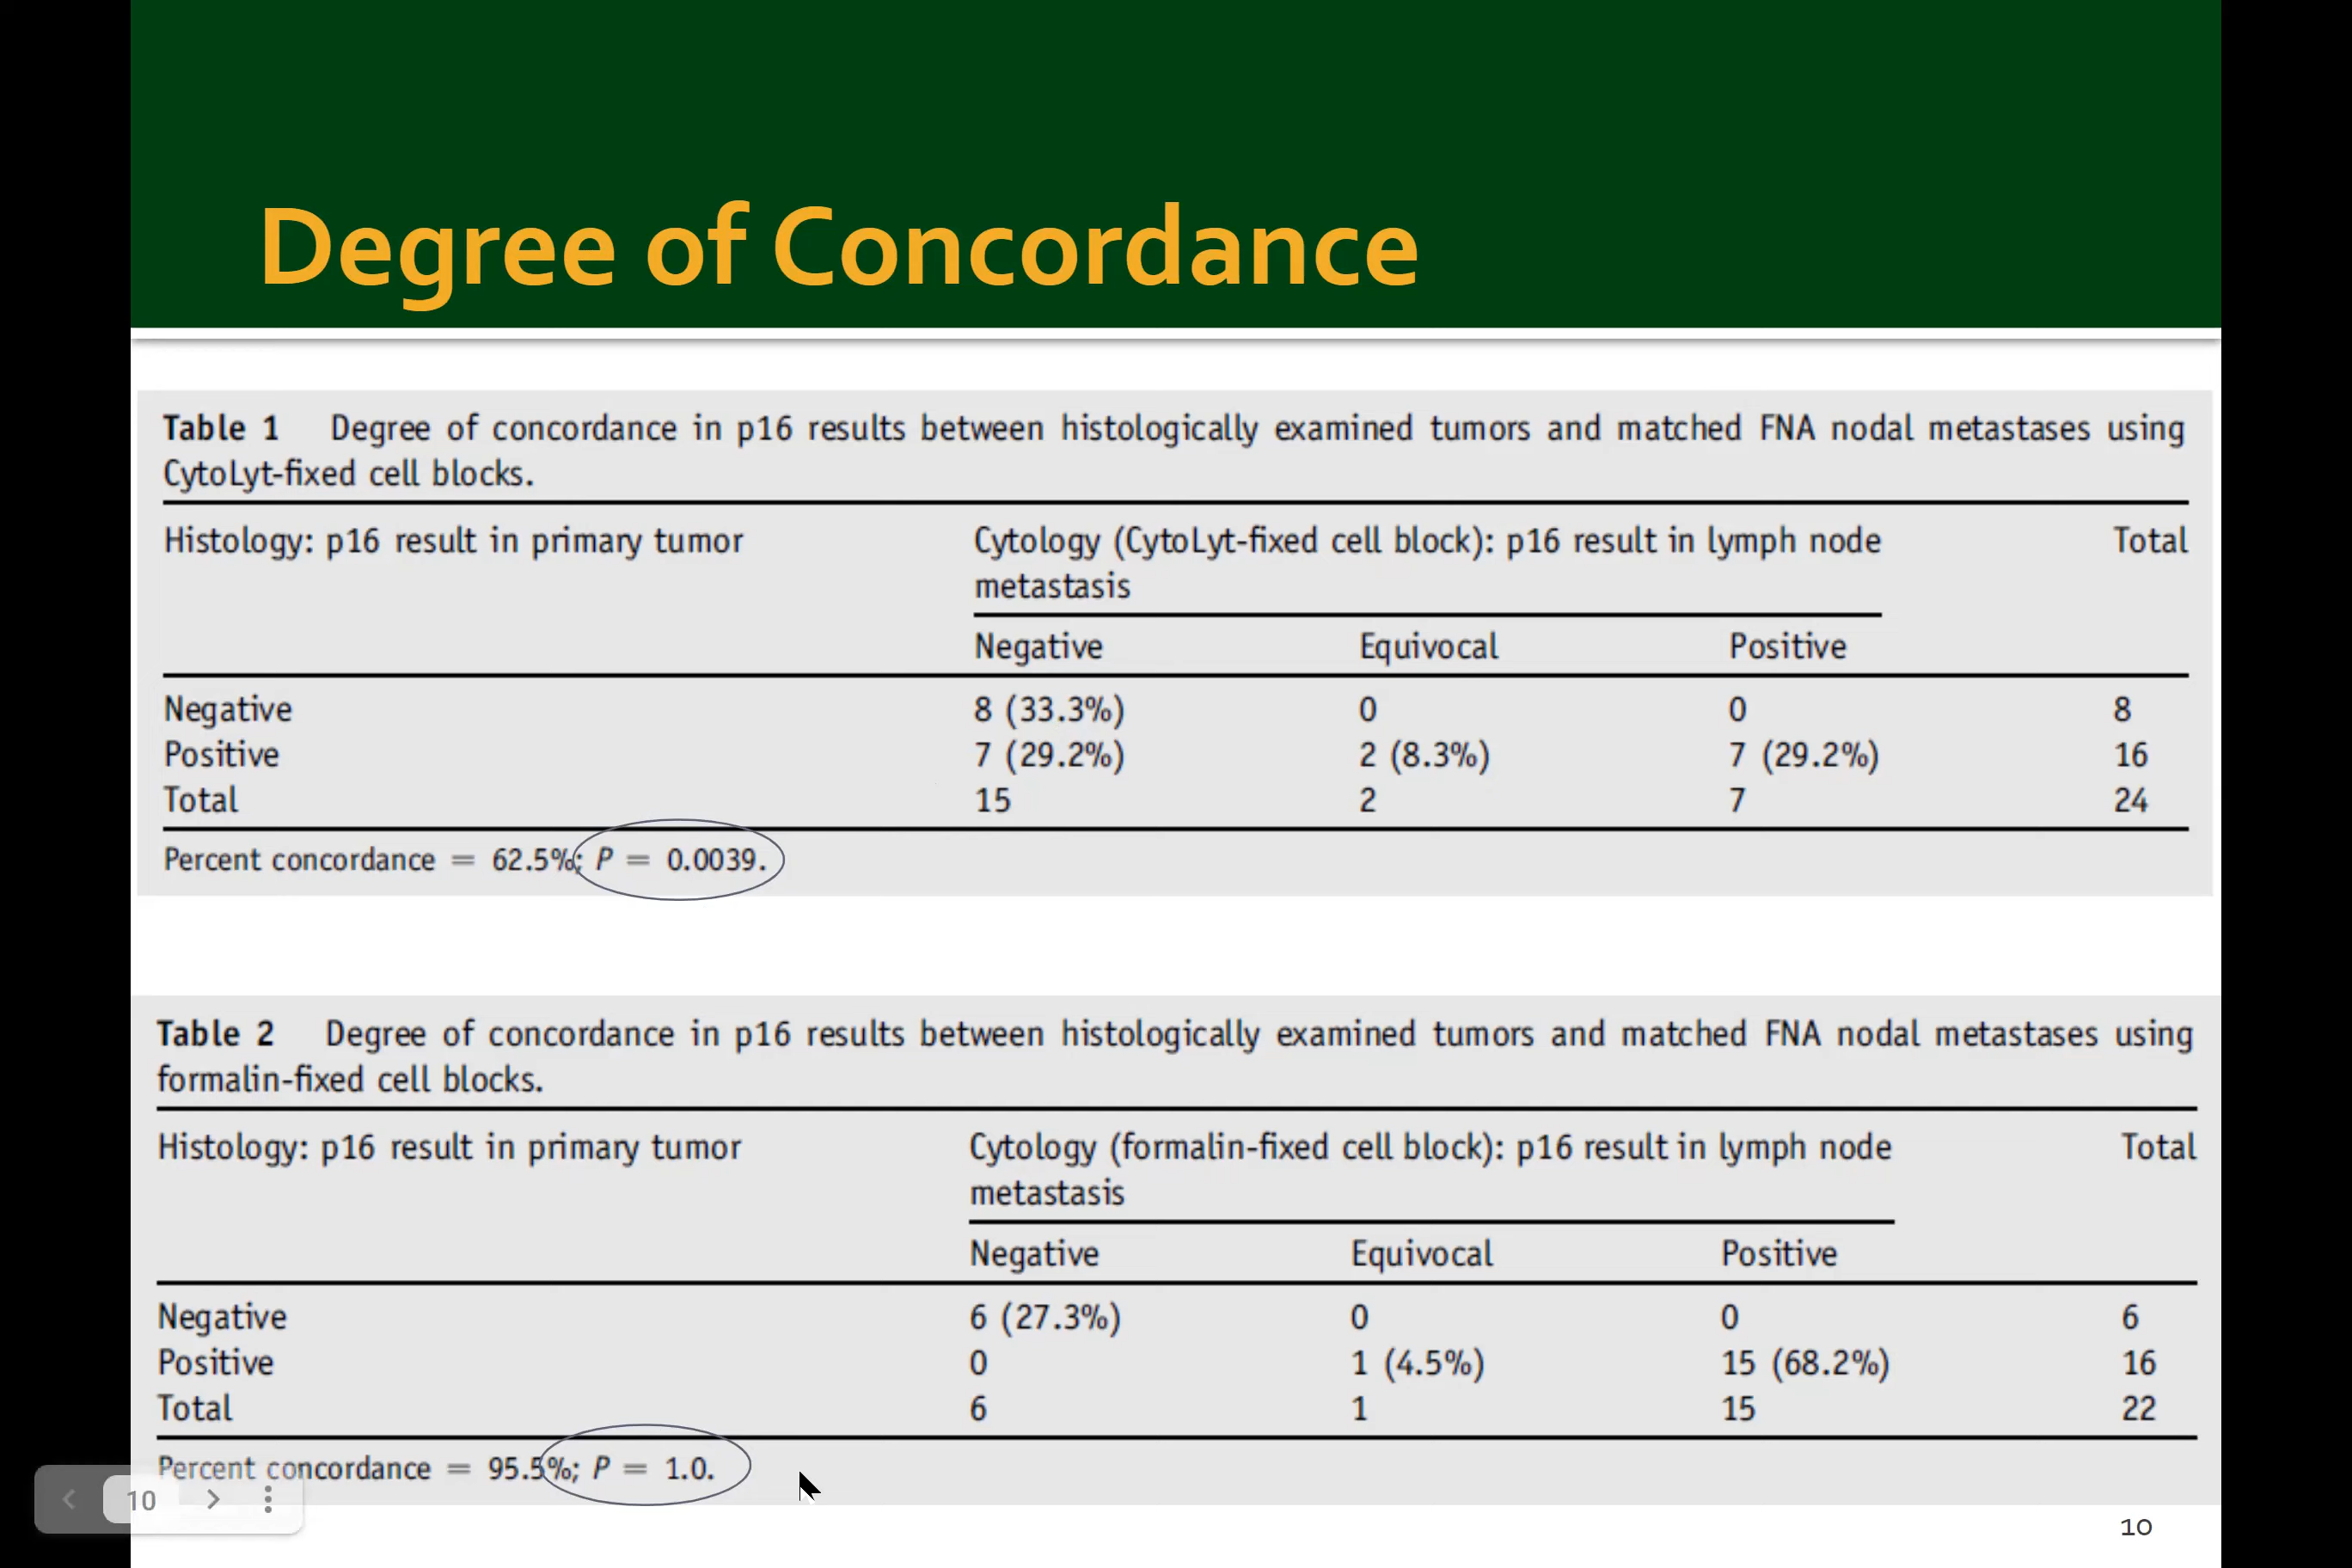 Degree of Concordance
Table 1 Degree of concordance in p16 results between histologically examined tumors and matched FNA nodal metastases using
CytoLyt-fixed cell blocks.
Histology: p16 result in primary tumor Cytology (CytoLyt-fixed cell block): p16 result in lymph node Total
metastasis
Negative Equivocal Positive
Negative 8 (33.3%) 0 0 8
Positive 7 (29.2%) 2 (8.3%) 7 (29.2%) 16
Total 15 2 7 24
Percent concordance = 62.5%; P = 0.0039.
Table 2 Degree of concordance in p16 results between histologically examined tumors and matched FNA nodal metastases using
formalin-fixed cell blocks.
Histology: p16 result in primary tumor Cytology (formalin-fixed cell block): p16 result in lymph node Total
metastasis
Negative Equivocal Positive
Negative 6 (27.3%) 0 0 6
Positive 0 1 (4.5%) 15 (68.2%) 16
Total 6 1 15 22
Percent concordance = 95.5%; P = 1.0.
10
10